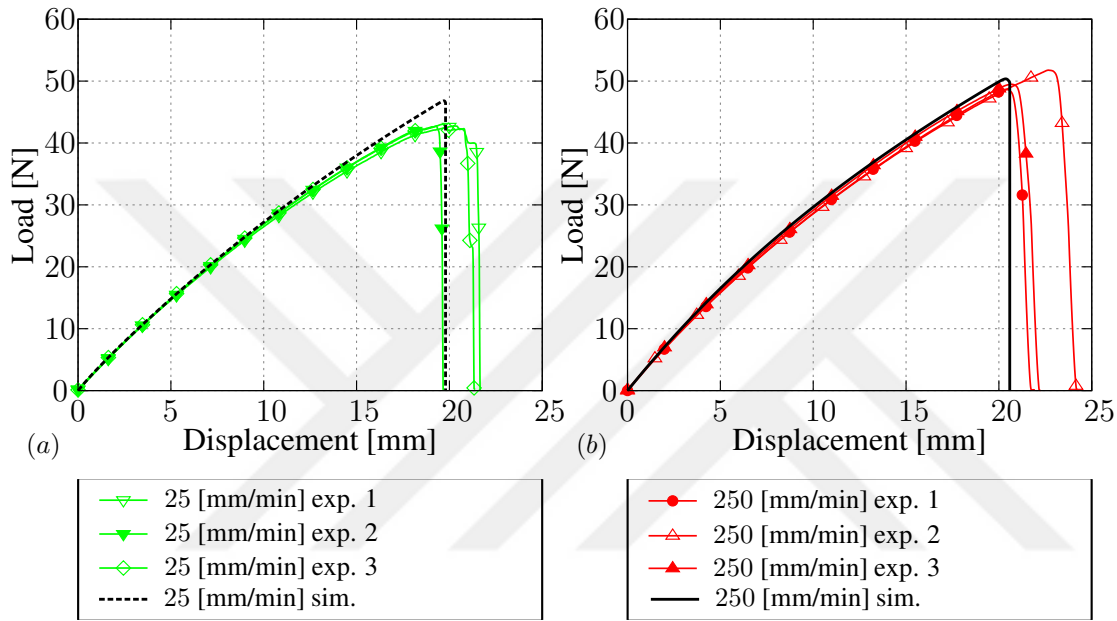 60
50
40
30
20
10
0
Load [N]
0 5 10 15 20 25
Displacement [mm]
(a)
25 [mm/min] exp. 1
25 [mm/min] exp. 2
25 [mm/min] exp. 3
25 [mm/min] sim.
60
50
40
30
20
10
0
Load [N]
0 5 10 15 20 25
Displacement [mm]
(b)
250 [mm/min] exp. 1
250 [mm/min] exp. 2
250 [mm/min] exp. 3
250 [mm/min] sim.